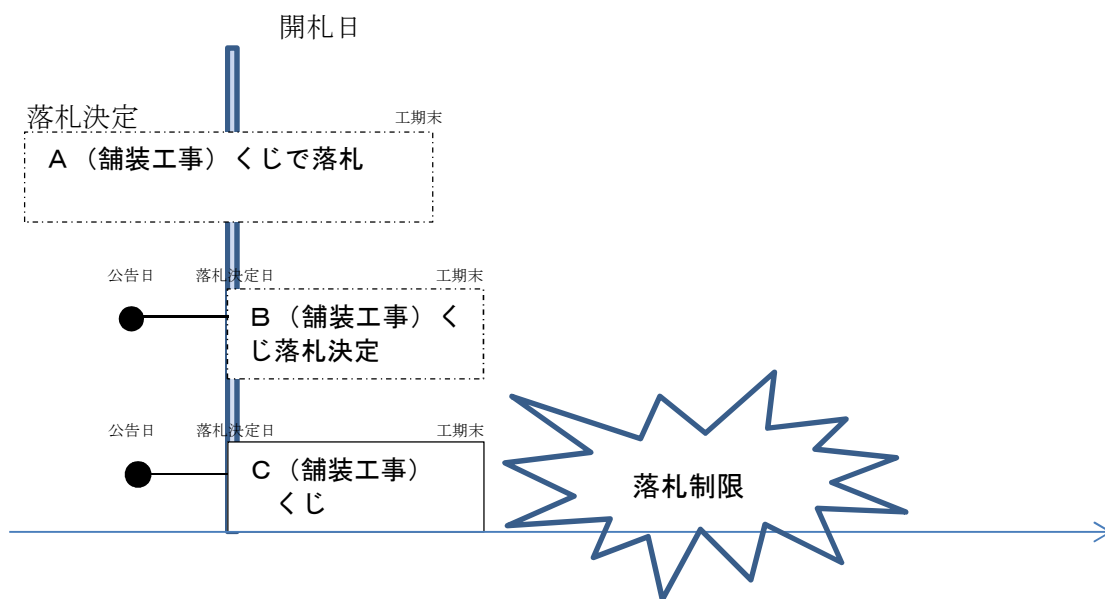 開札日
落札決定
工期末
A（舗装工事）くじで落札
公告日
落札決定日
工期末
B（舗装工事）く
じ落札決定
公告日
落札決定日
工期末
C（舗装工事）
くじ
落札制限